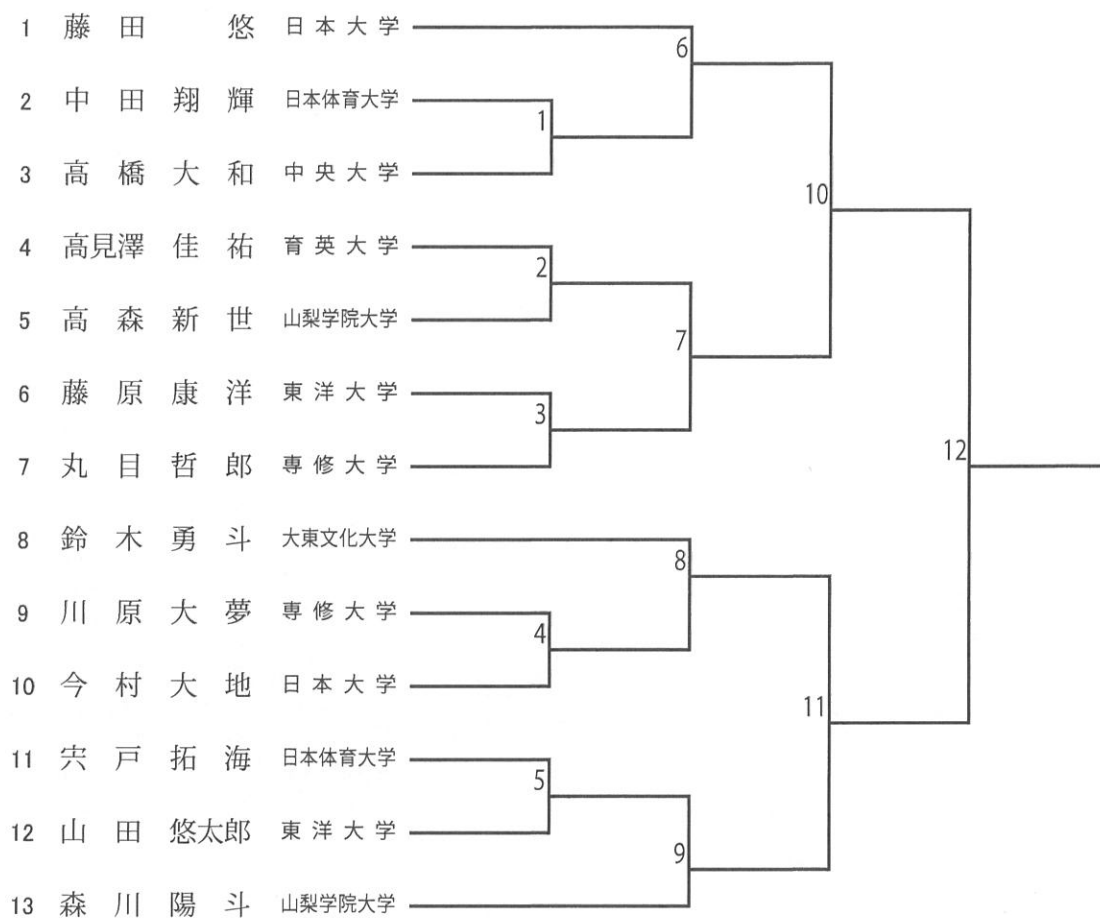 1 藤田 悠 日本大学
6
2 中田翔輝 日本体育大学
1
3 高橋大和 中央大学
10
4 高見澤佳祐 育英大学
2
5 高森新世 山梨学院大学
7
6 藤原康洋 東洋大学
3
7 丸目哲郎 専修大学
12
8 鈴木勇斗 大東文化大学
8
9 川原大夢 専修大学
4
10 今村大地 日本大学
11
11 宍戸拓海 日本体育大学
5
12 山田悠太郎 東洋大学
9
13 森川陽斗 山梨学院大学